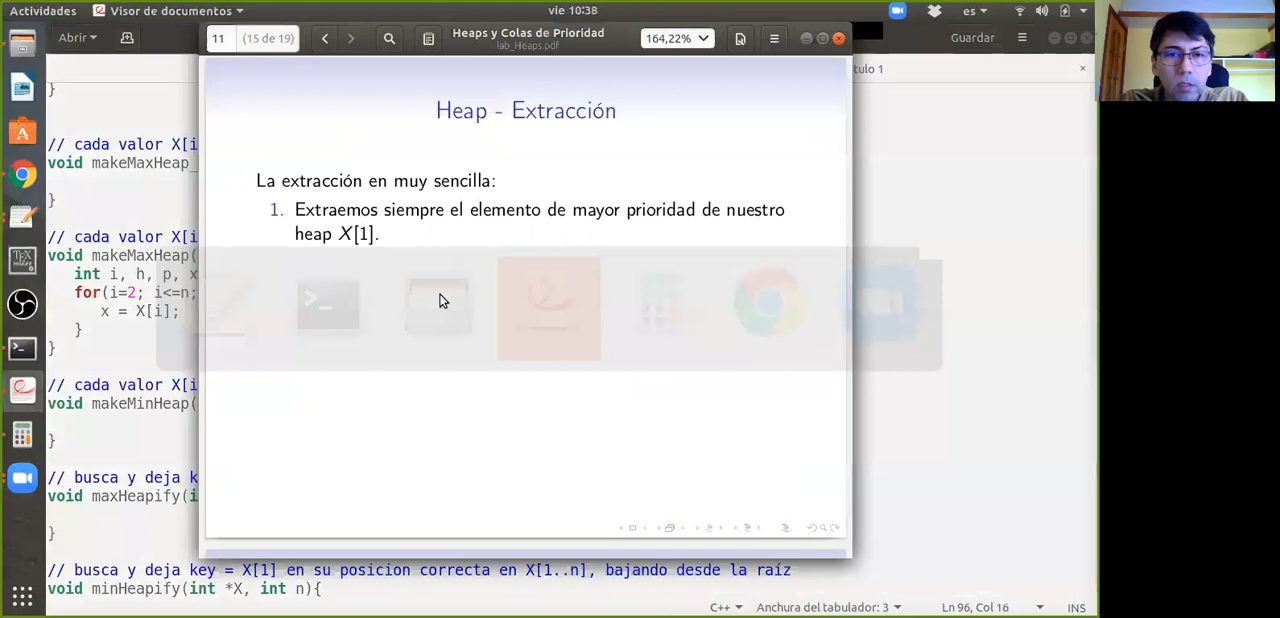 Actividades
Visor de documentos
vie 10:38
es
Abrir
11
(15 de 19)
Heaps y Colas de Prioridad
lab_Heaps.pdf
164,22%
Guardar
tulo 1
}
Heap - Extracción
// cada valor X[i
void makeMaxHeap_
}
La extracción en muy sencilla:
1. Extraemos siempre el elemento de mayor prioridad de nuestro
heap X[1].
// cada valor X[i
void makeMaxHeap(
int i, h, p, x
for(i=2; i<=n;
x = X[i];
}
}
// cada valor X[i
void makeMinHeap(
}
// busca y deja k
void maxHeapify(i
}
// busca y deja key = X[1] en su posicion correcta en X[1..n], bajando desde la raíz
void minHeapify(int *X, int n){
C++
Anchura del tabulador: 3
Ln 96, Col 16
INS